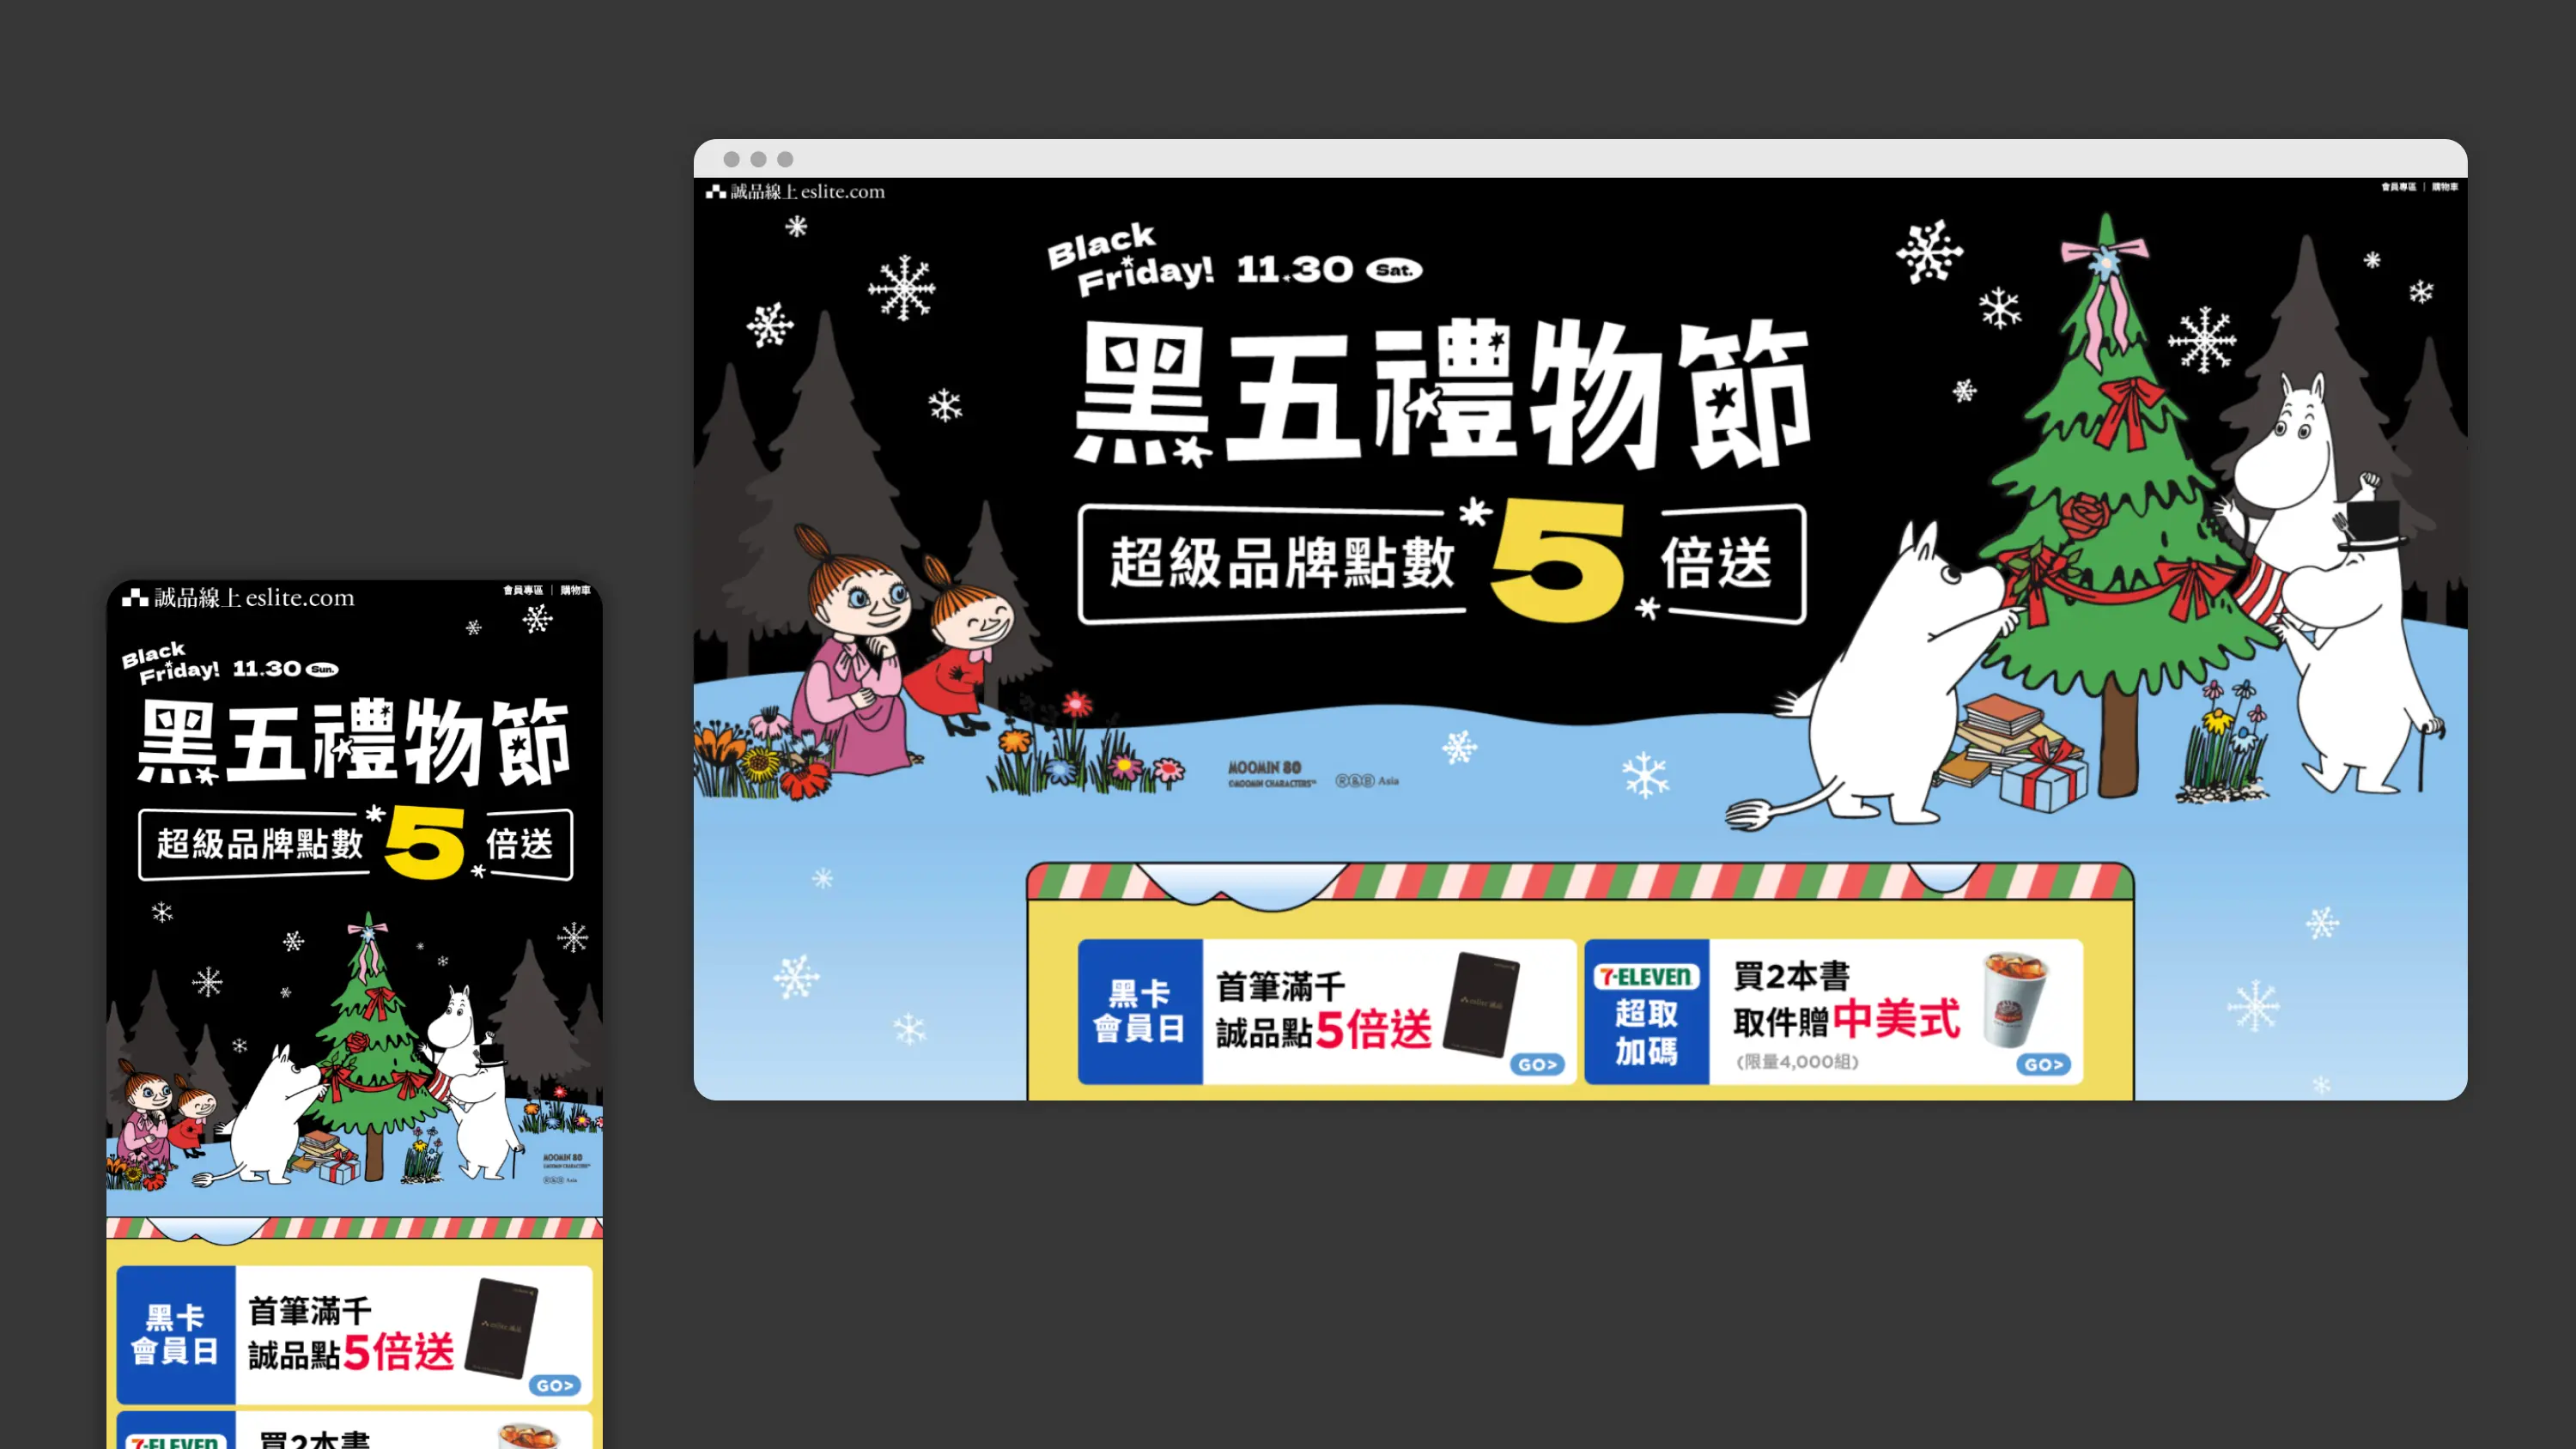 誠品線上 eslite.com
會員專區 | 購物車
Black
Friday! 11.30 Sat.
黑五禮物節
超級品牌點數5倍送
MOOMIN 80
©MOOMIN CHARACTERS™
R&B Asia
黑卡
會員日
首筆滿千
誠品點5倍送
GO>
7-ELEVEN
超取
加碼
買2本書
取件贈中美式
(限量4,000組)
GO>
誠品線上 eslite.com
會員專區 | 購物車
Black
Friday! 11.30 Sun.
黑五禮物節
超級品牌點數5倍送
MOOMIN 80
©MOOMIN CHARACTERS™
黑卡
會員日
首筆滿千
誠品點5倍送
GO>
7-ELEVEN
買2本書